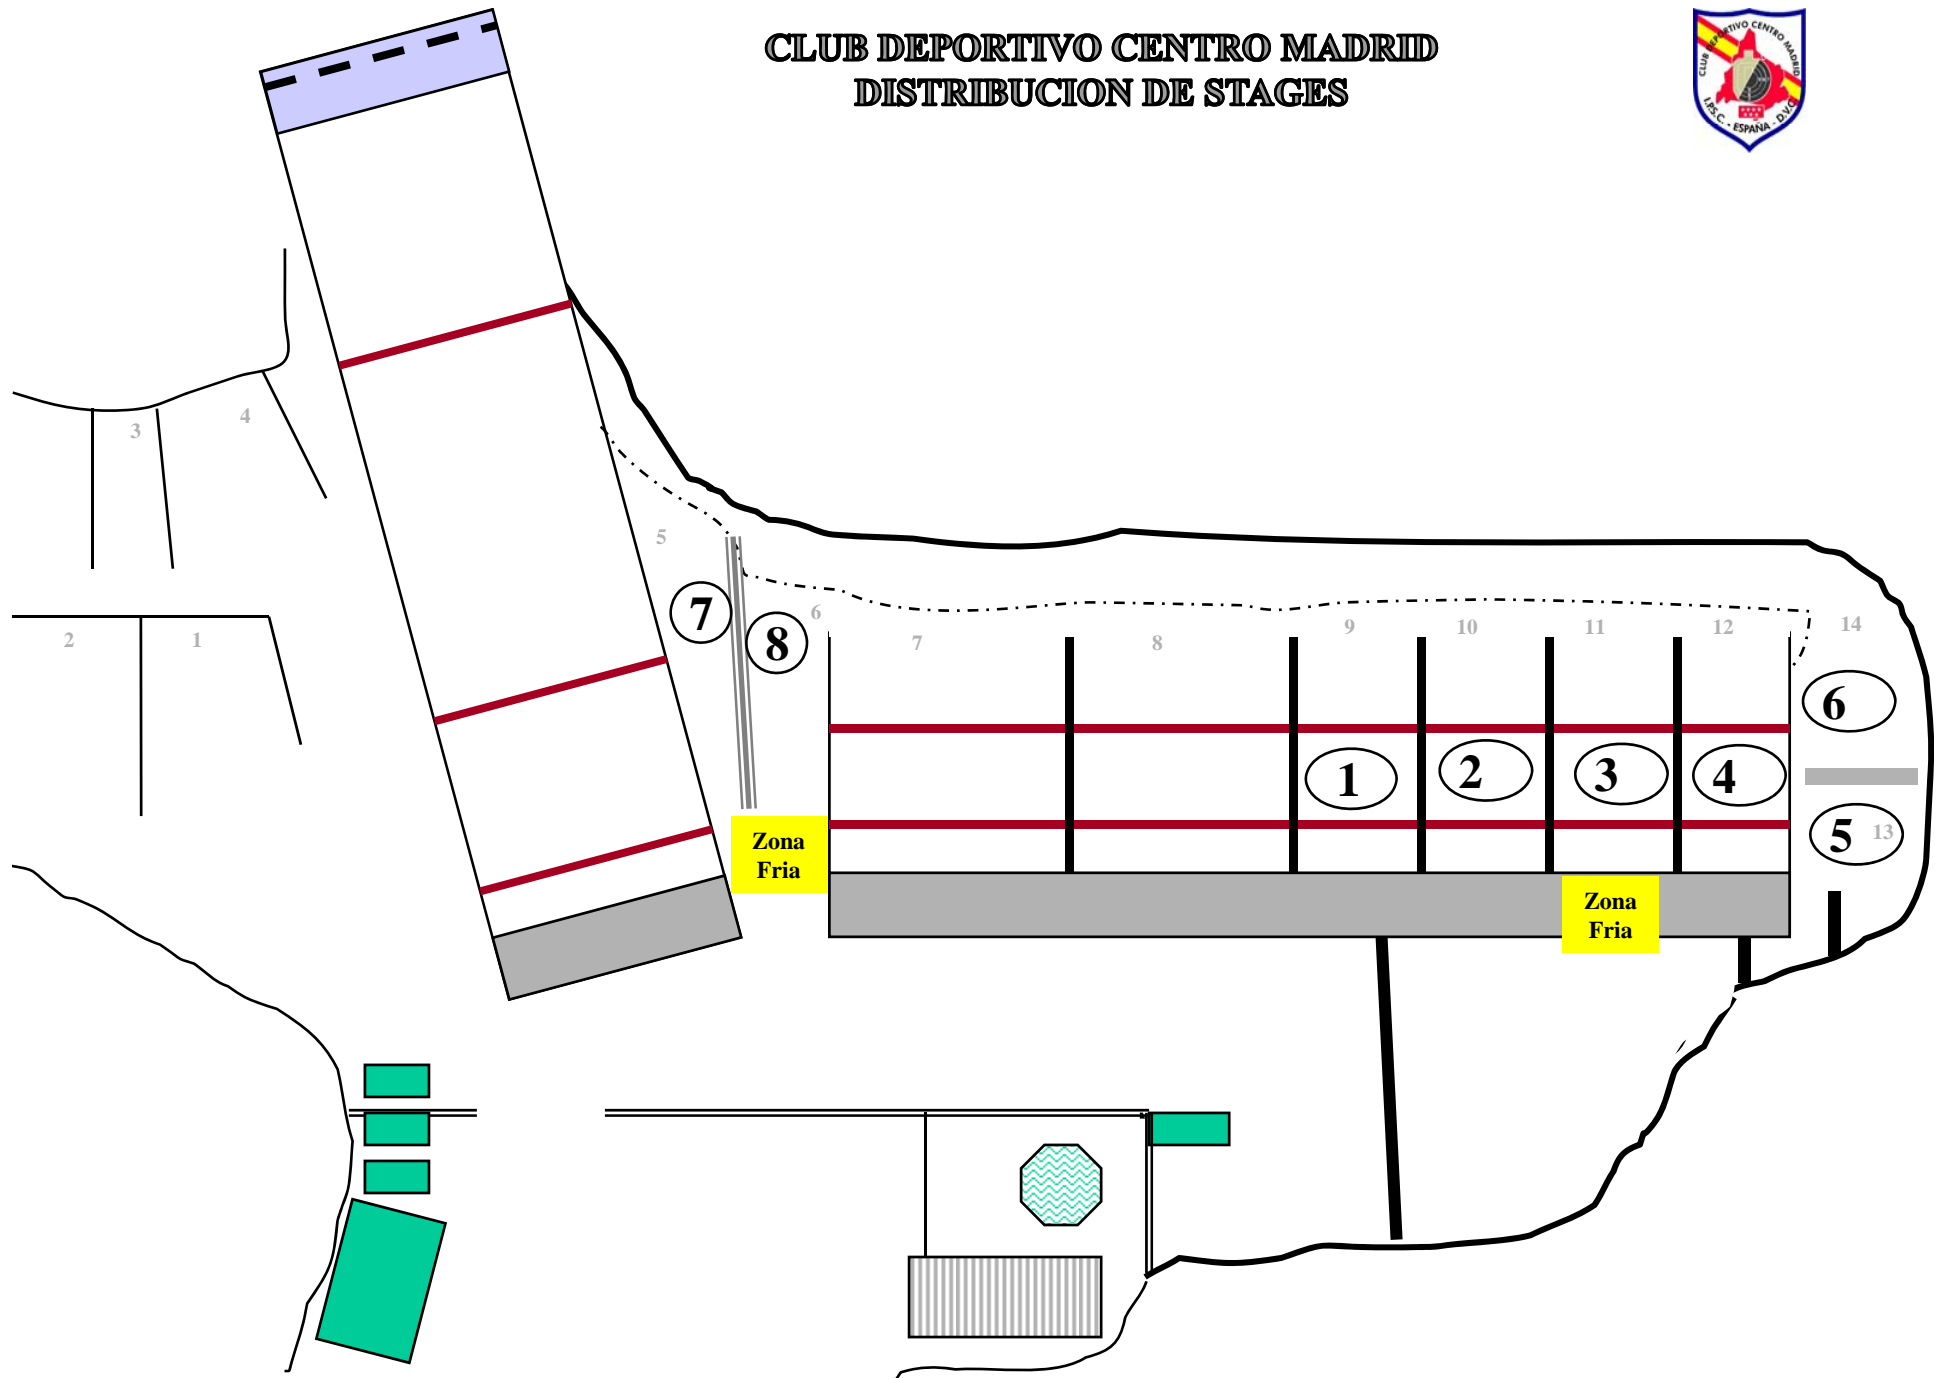 CLUB DEPORTIVO CENTRO MADRID
DISTRIBUCION DE STAGES
CLUB DEPORTIVO CENTRO MADRID
I.P.S.C. - ESPAÑA - D.V.C.
3
4
5
7
8
6
7
8
9
10
11
12
14
2
1
6
1
2
3
4
5
13
Zona
Fria
Zona
Fria